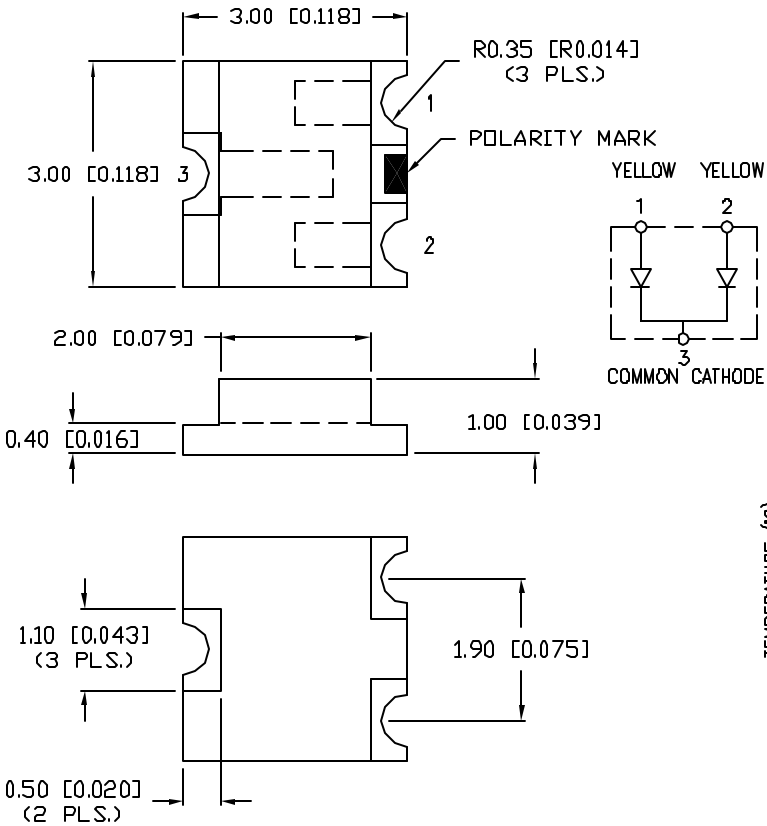 3.00 [0.118]
R0.35 [R0.014]
(3 PLS.)
1
POLARITY MARK
3.00 [0.118]
3
2
YELLOW YELLOW
1 2
3
COMMON CATHODE
2.00 [0.079]
1.00 [0.039]
0.40 [0.016]
1.10 [0.043]
(3 PLS.)
1.90 [0.075]
0.50 [0.020]
(2 PLS.)